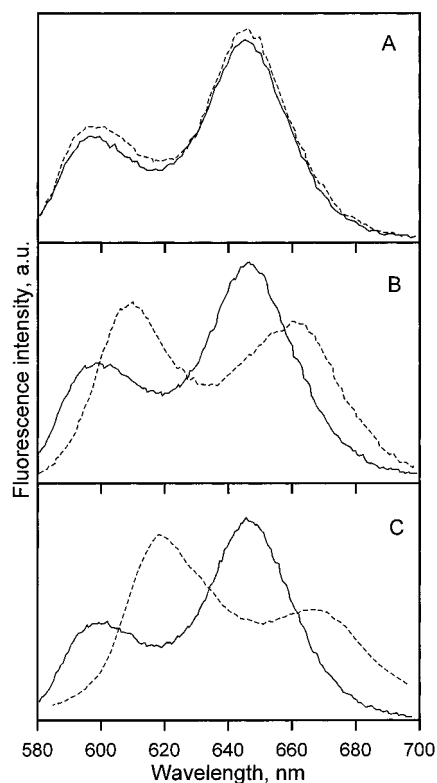 A
B
C
Fluorescence intensity, a.u.
580 600 620 640 660 680 700
Wavelength, nm